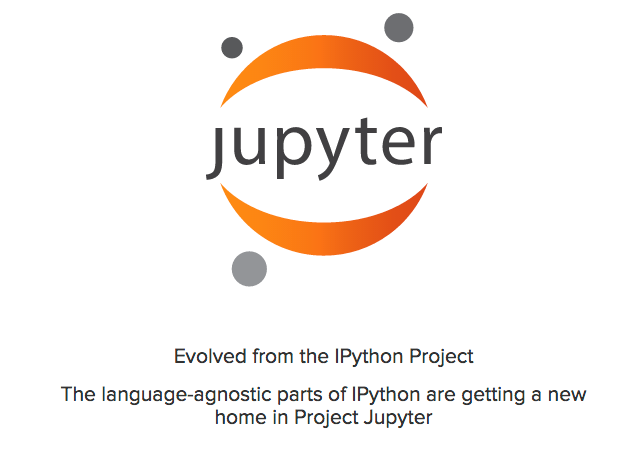 jupyter
Evolved from the IPython Project
The language-agnostic parts of IPython are getting a new
home in Project Jupyter